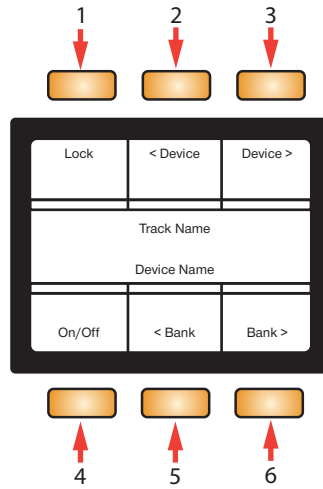 1 2 3
Lock < Device Device >
Track Name
Device Name
On/Off < Bank Bank >
4 5 6